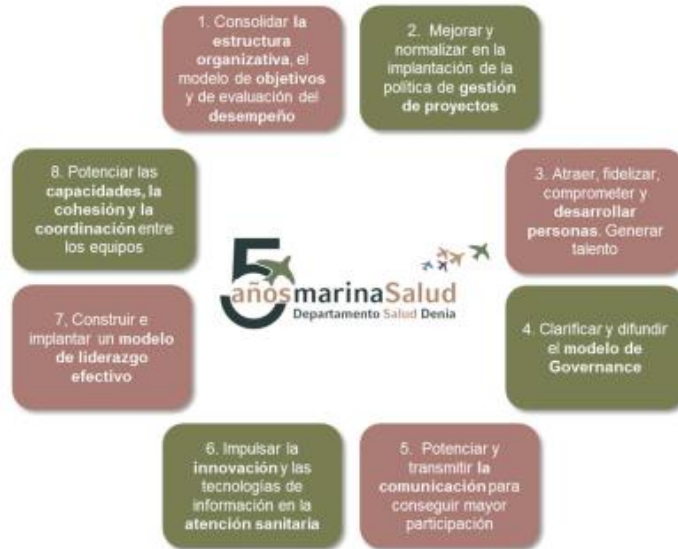 1. Consolidar la
estructura
organizativa, el
modelo de objetivos
y de evaluación del
desempeño
2. Mejorar y
normalizar en la
implantación de la
política de gestión
de proyectos
3. Atraer, fidelizar,
comprometer y
desarrollar
personas. Generar
talento
4. Clarificar y difundir
el modelo de
Governance
5. Potenciar y
transmitir la
comunicación para
conseguir mayor
participación
6. Impulsar la
innovación y las
tecnologías de
información en la
atención sanitaria
7, Construir e
implantar un modelo
de liderazgo
efectivo
8. Potenciar las
capacidades, la
cohesión y la
coordinación entre
los equipos
5
añosmarinaSalud
Departamento Salud Denia